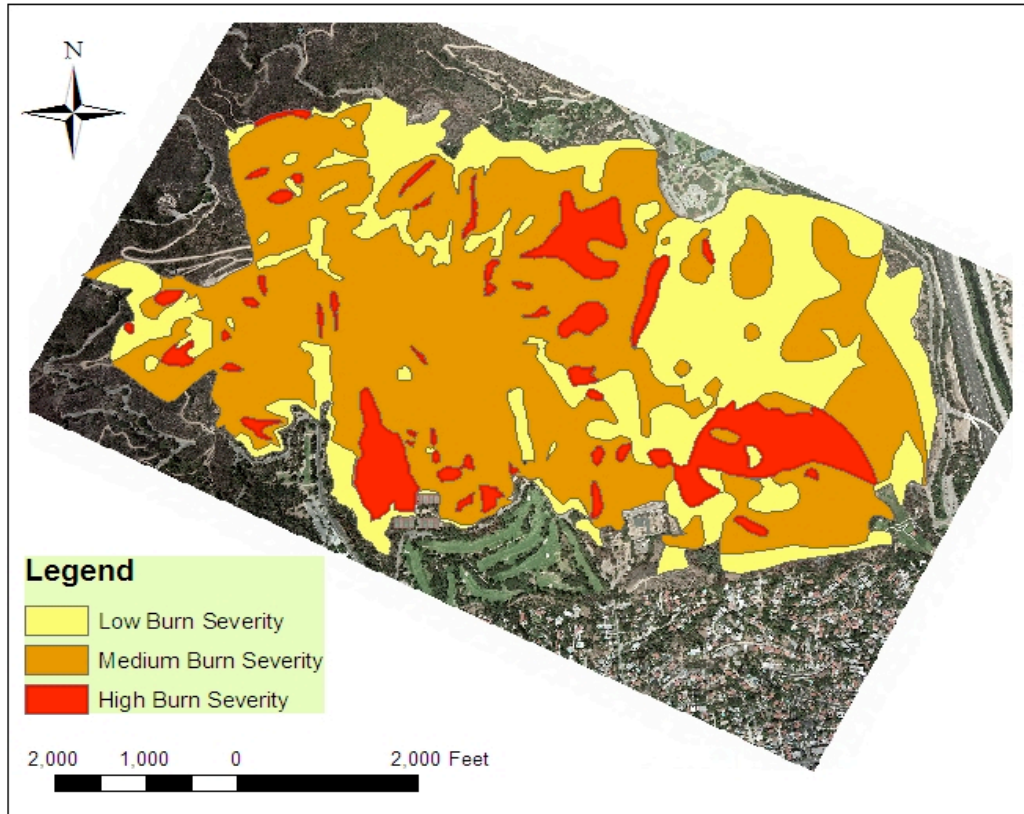 N
Legend
Low Burn Severity
Medium Burn Severity
High Burn Severity
2,000 1,000 0 2,000 Feet